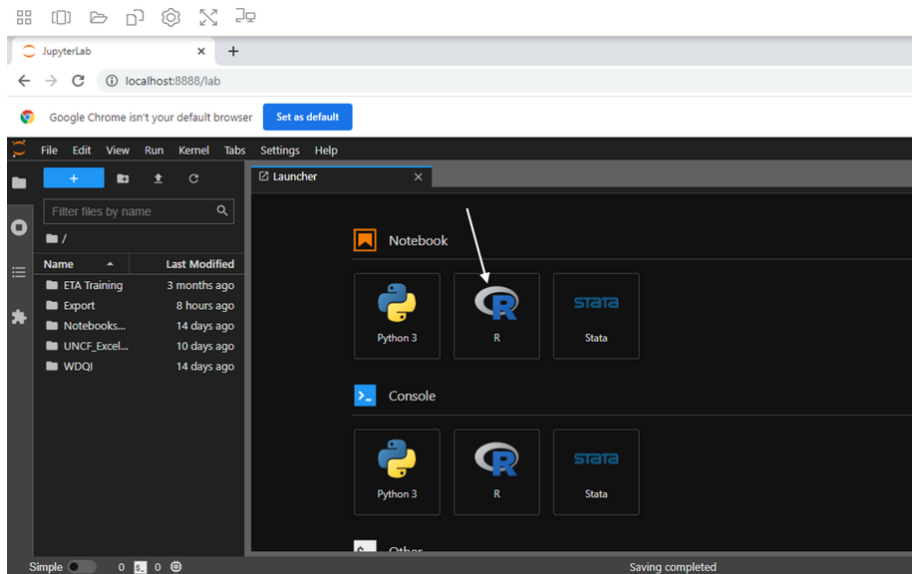 JupyterLab
localhost:8888/lab
Google Chrome isn't your default browser Set as default
File Edit View Run Kernel Tabs Settings Help
Launcher
Filter files by name
/
Name Last Modified
ETA Training 3 months ago
Export 8 hours ago
Notebooks... 14 days ago
UNCF_Excel... 10 days ago
WDQI 14 days ago
Notebook
R STATA
Python 3 R Stata
Console
R STATA
Python 3 R Stata
$_ Other
Simple 0 $_ 0 Saving completed